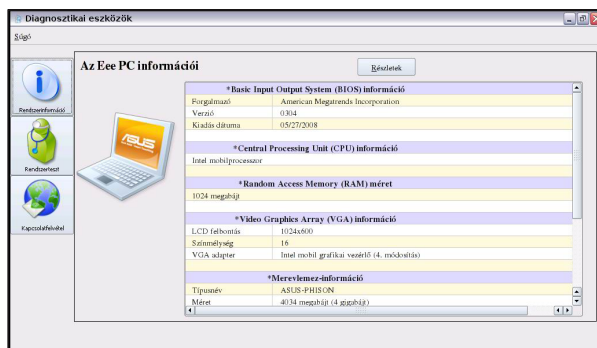 Diagnosztikai eszközök
Súgó
Rendszerinformáció
Rendszerteszt
Kapcsolatfelvétel
Az Eee PC információi
Részletek
ASUS
*Basic Input Output System (BIOS) információ
Forgalmazó American Megatrends Incorporation
Verzió 0304
Kiadás dátuma 05/27/2008
*Central Processing Unit (CPU) információ
Intel mobilprocesszor
*Random Access Memory (RAM) méret
1024 megabájt
*Video Graphics Array (VGA) információ
LCD felbontás 1024x600
Színmélység 16
VGA adapter Intel mobil grafikai vezérlő (4. módosítás)
*Merevlemez-információ
Típusnév ASUS-PHISON
Méret 4034 megabájt (4 gigabájt)